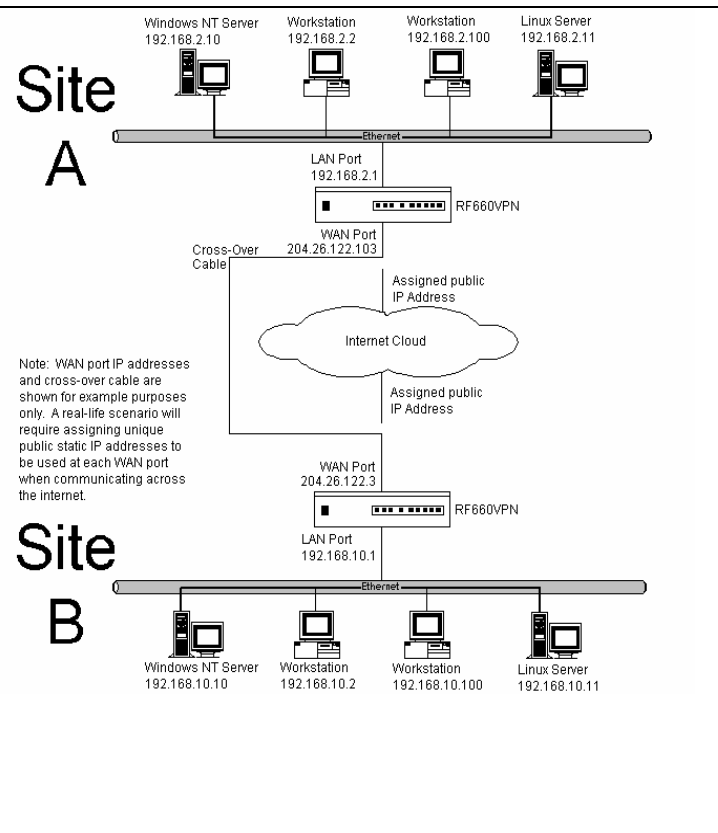 Windows NT Server
192.168.2.10
Workstation
192.168.2.2
Workstation
192.168.2.100
Linux Server
192.168.2.11
Site
A
Ethernet
LAN Port
192.168.2.1
RF660VPN
WAN Port
204.26.122.103
Cross-Over
Cable
Assigned public
IP Address
Internet Cloud
Note: WAN port IP addresses
and cross-over cable are
shown for example purposes
only. A real-life scenario will
require assigning unique
public static IP addresses to
be used at each WAN port
when communicating across
the internet.
Assigned public
IP Address
WAN Port
204.26.122.3
RF660VPN
LAN Port
192.168.10.1
Site
B
Ethernet
Windows NT Server
192.168.10.10
Workstation
192.168.10.2
Workstation
192.168.10.100
Linux Server
192.168.10.11